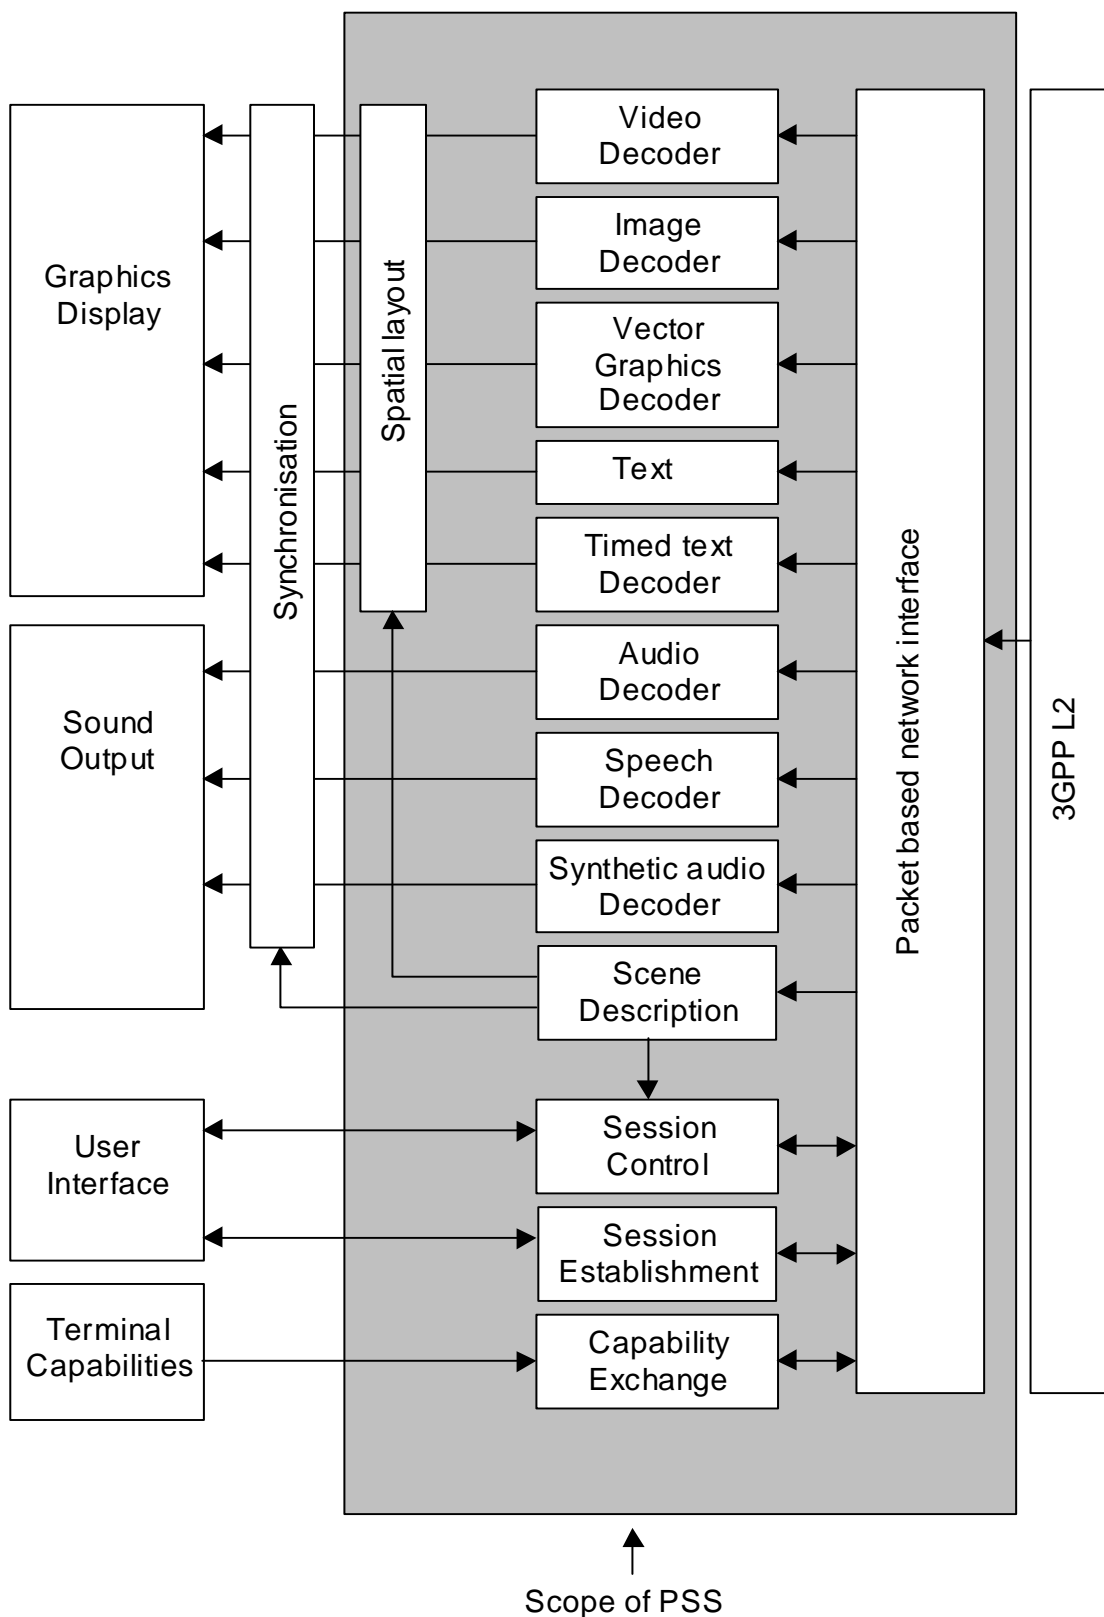 Video
Decoder
Image
Decoder
Graphics
Display
Vector
Graphics
Decoder
Spatial layout
Synchronisation
Text
Timed text
Decoder
Packet based network interface
3GPP L2
Audio
Decoder
Sound
Output
Speech
Decoder
Synthetic audio
Decoder
Scene
Description
User
Interface
Session
Control
Session
Establishment
Terminal
Capabilities
Capability
Exchange
Scope of PSS